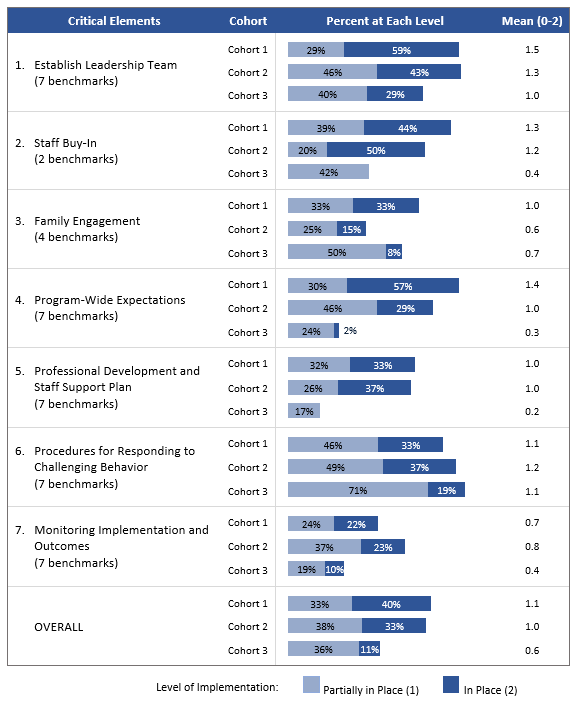 Critical Elements Cohort Percent at Each Level Mean (0-2)
1. Establish Leadership Team
(7 benchmarks)
Cohort 1 29% 59% 1.5
Cohort 2 46% 43% 1.3
Cohort 3 40% 29% 1.0
2. Staff Buy-In
(2 benchmarks)
Cohort 1 39% 44% 1.3
Cohort 2 20% 50% 1.2
Cohort 3 42% 0.4
3. Family Engagement
(4 benchmarks)
Cohort 1 33% 33% 1.0
Cohort 2 25% 15% 0.6
Cohort 3 50% 8% 0.7
4. Program-Wide Expectations
(7 benchmarks)
Cohort 1 30% 57% 1.4
Cohort 2 46% 29% 1.0
Cohort 3 24% 2% 0.3
5. Professional Development and
Staff Support Plan
(7 benchmarks)
Cohort 1 32% 33% 1.0
Cohort 2 26% 37% 1.0
Cohort 3 17% 0.2
6. Procedures for Responding to
Challenging Behavior
(7 benchmarks)
Cohort 1 46% 33% 1.1
Cohort 2 49% 37% 1.2
Cohort 3 71% 19% 1.1
7. Monitoring Implementation and
Outcomes
(7 benchmarks)
Cohort 1 24% 22% 0.7
Cohort 2 37% 23% 0.8
Cohort 3 19% 10% 0.4
OVERALL
Cohort 1 33% 40% 1.1
Cohort 2 38% 33% 1.0
Cohort 3 36% 11% 0.6
Level of Implementation: Partially in Place (1) In Place (2)